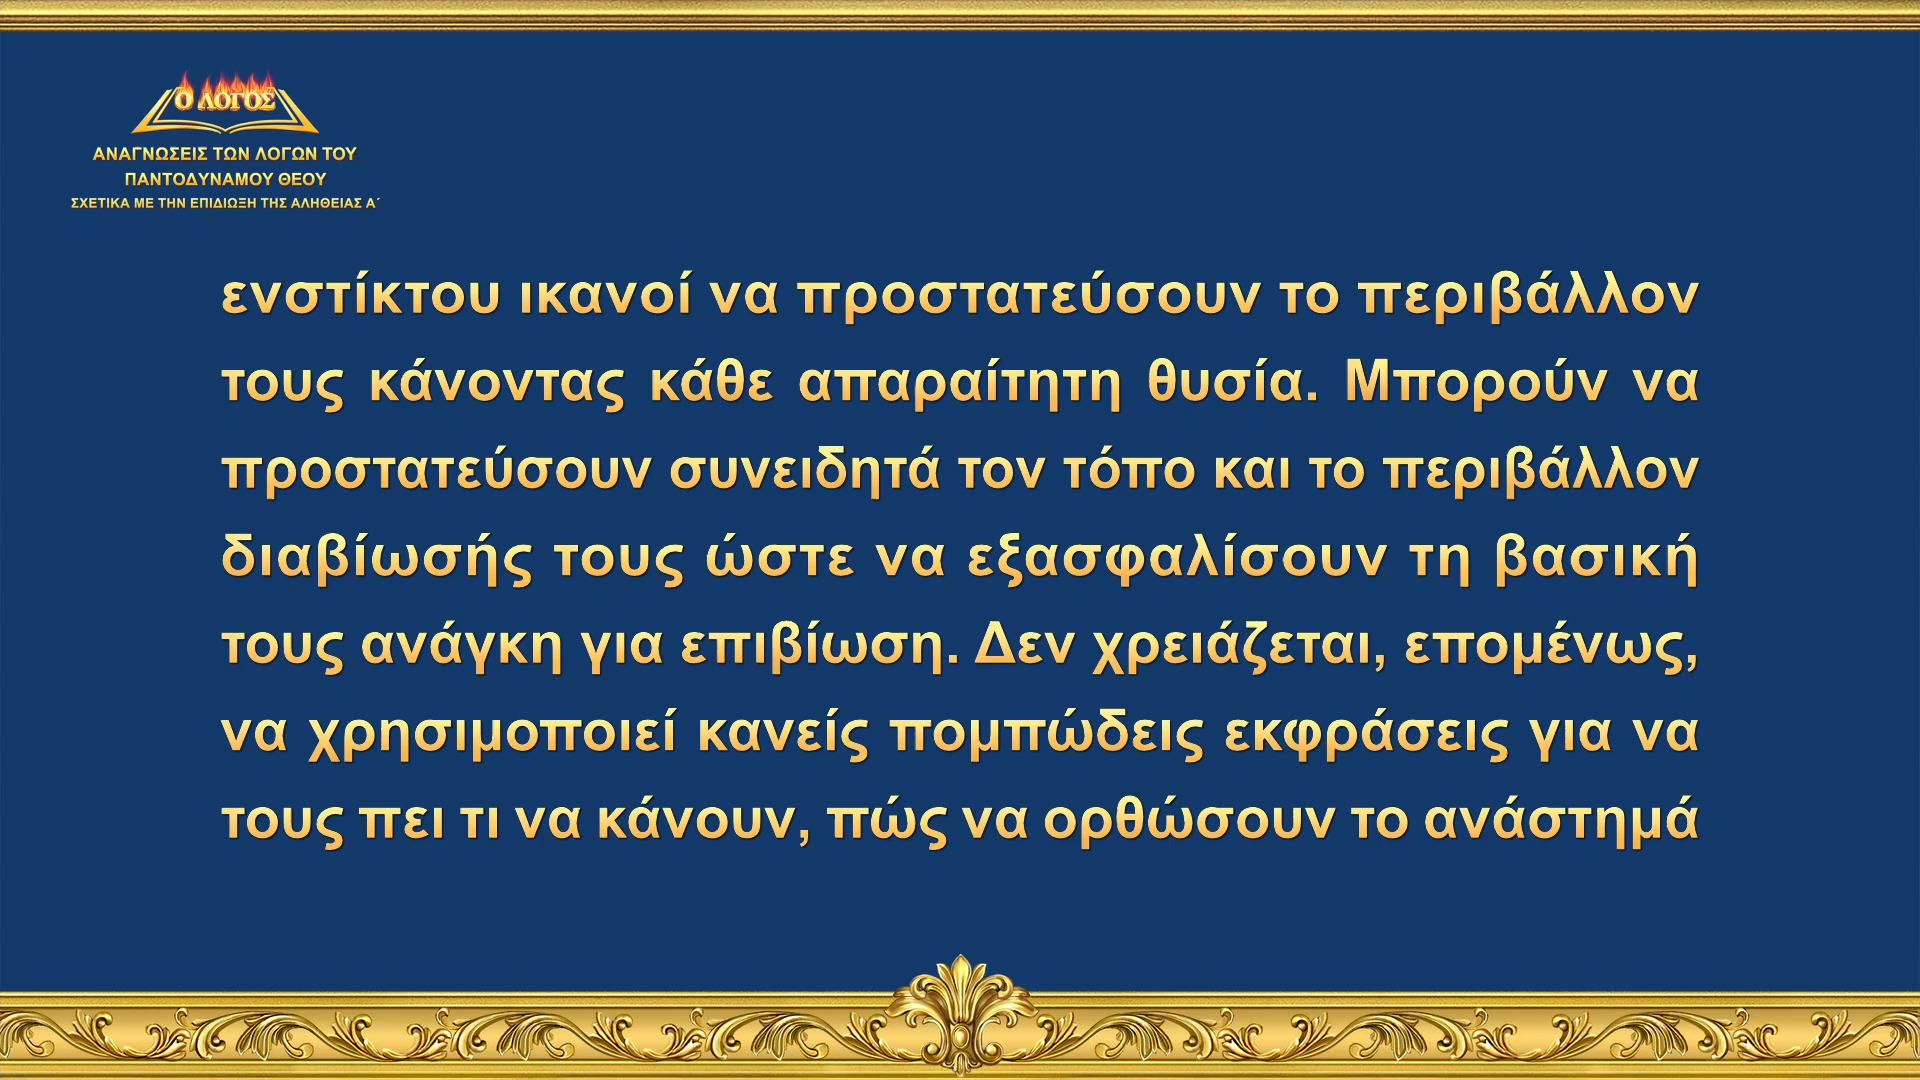 Ο ΛΟΓΟΣ
ΑΝΑΓΝΩΣΕΙΣ ΤΩΝ ΛΟΓΩΝ ΤΟΥ
ΠΑΝΤΟΔΥΝΑΜΟΥ ΘΕΟΥ
ΣΧΕΤΙΚΑ ΜΕ ΤΗΝ ΕΠΙΔΙΩΞΗ ΤΗΣ ΑΛΗΘΕΙΑΣ Α΄
ενστίκτου ικανοί να προστατεύσουν το περιβάλλον
τους κάνοντας κάθε απαραίτητη θυσία. Μπορούν να
προστατεύσουν συνειδητά τον τόπο και το περιβάλλον
διαβίωσής τους ώστε να εξασφαλίσουν τη βασική
τους ανάγκη για επιβίωση. Δεν χρειάζεται, επομένως,
να χρησιμοποιεί κανείς πομπώδεις εκφράσεις για να
τους πει τι να κάνουν, πώς να ορθώσουν το ανάστημά